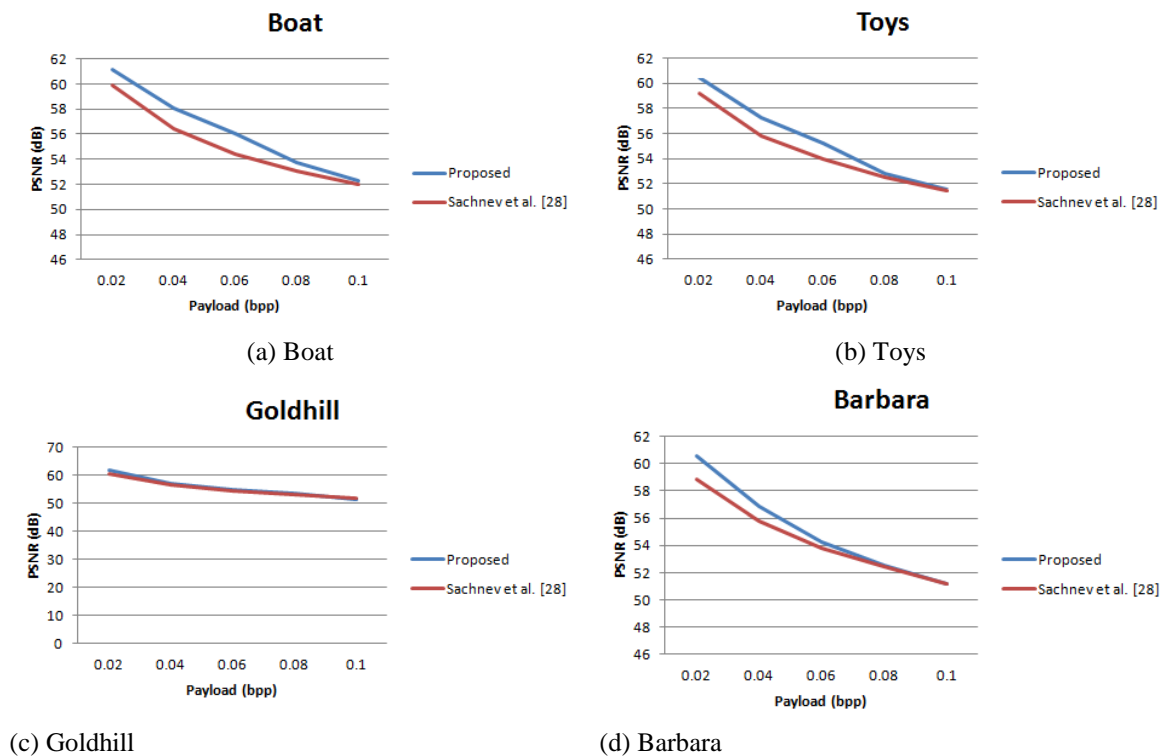 Boat
62
60
58
56
54
52
50
48
46
PSNR (dB)
0.02 0.04 0.06 0.08 0.1
Payload (bpp)
Proposed
Sachnev et al. [28]
(a) Boat
Toys
62
60
58
56
54
52
50
48
46
PSNR (dB)
0.02 0.04 0.06 0.08 0.1
Payload (bpp)
Proposed
Sachnev et al. [28]
(b) Toys
Goldhill
70
60
50
40
30
20
10
0
PSNR (dB)
0.02 0.04 0.06 0.08 0.1
Payload (bpp)
Proposed
Sachnev et al. [28]
(c) Goldhill
Barbara
62
60
58
56
54
52
50
48
46
PSNR (dB)
0.02 0.04 0.06 0.08 0.1
Payload (bpp)
Proposed
Sachnev et al. [28]
(d) Barbara